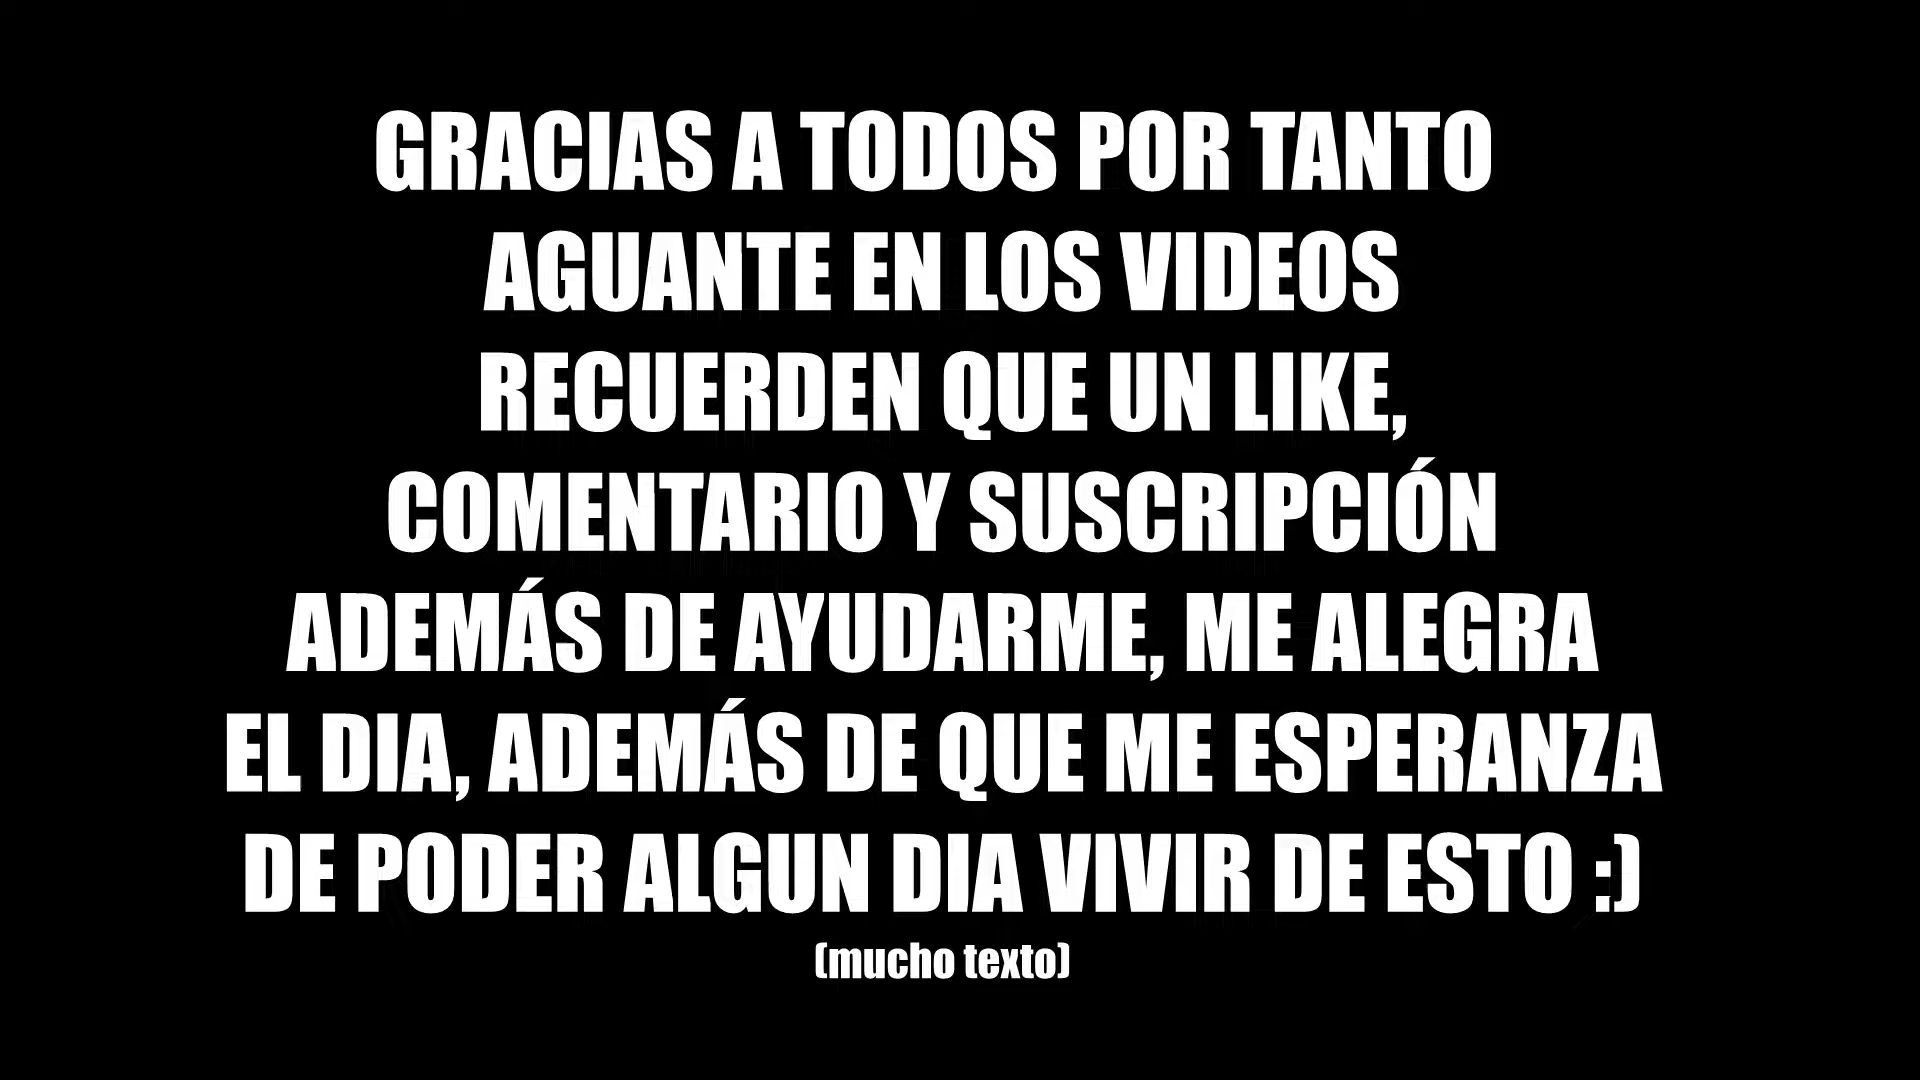 GRACIAS A TODOS POR TANTO
AGUANTE EN LOS VIDEOS
RECUERDEN QUE UN LIKE,
COMENTARIO Y SUSCRIPCIÓN
ADEMÁS DE AYUDARME, ME ALEGRA
EL DIA, ADEMÁS DE QUE ME ESPERANZA
DE PODER ALGUN DIA VIVIR DE ESTO :)
(mucho texto)